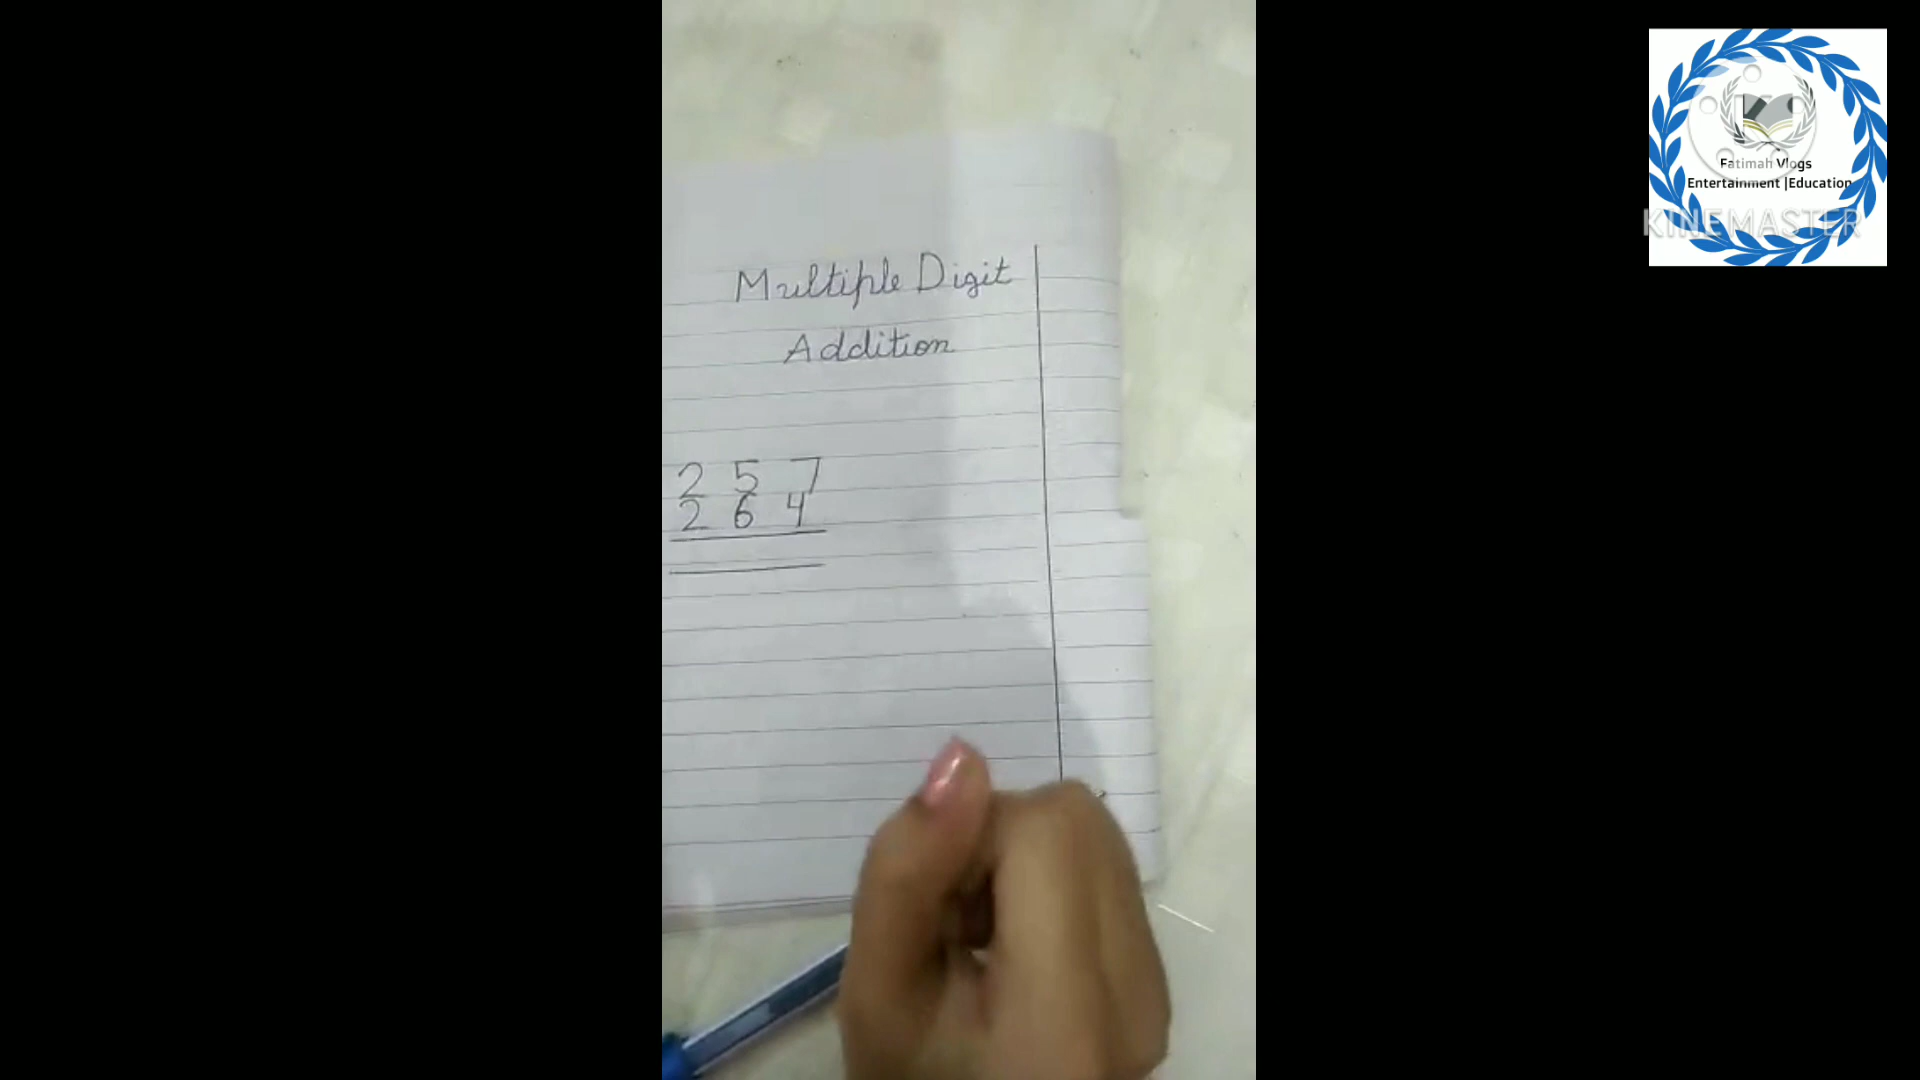 Multiple Digit
Addition
2 5 7
2 6 4
Fatimah Vlogs
Entertainment |Education
KINEMASTER